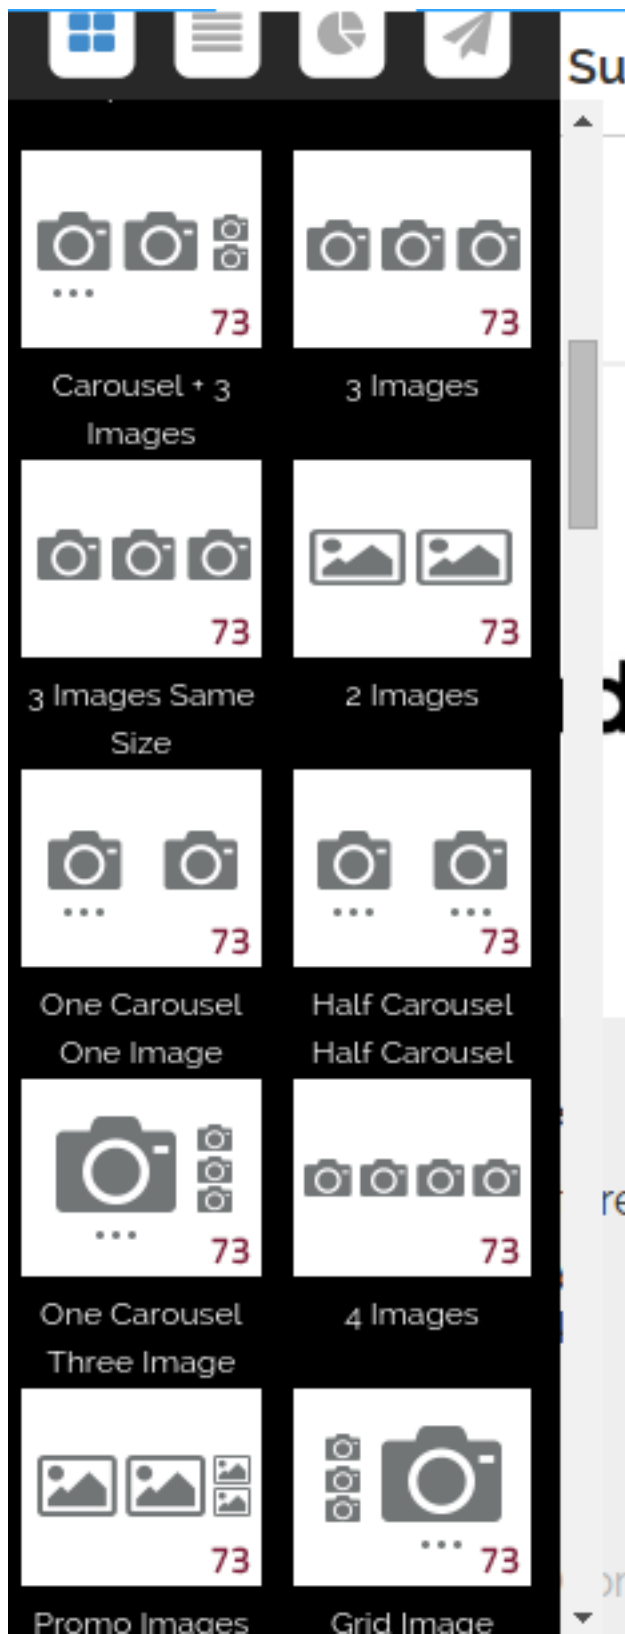 Su
73
73
Carousel + 3
Images
3 Images
73
73
3 Images Same
Size
2 Images
73
73
One Carousel
One Image
Half Carousel
Half Carousel
73
73
re
One Carousel
Three Image
4 Images
73
73
Promo Images
Grid Image